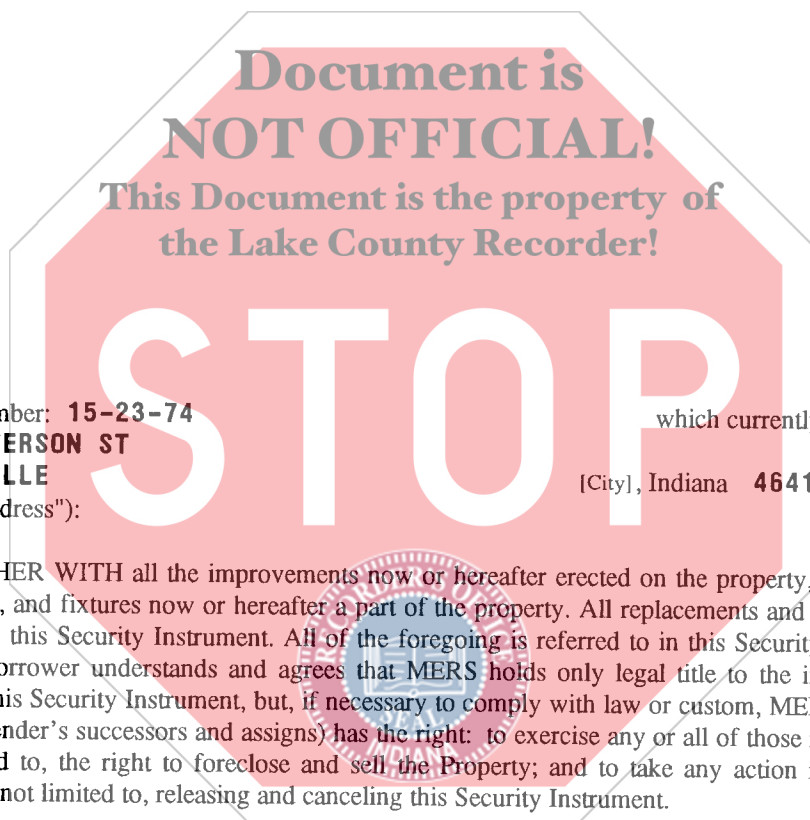 Document is
NOT OFFICIAL!
This Document is the property of
the Lake County Recorder!
STOP
mber: 15-23-74 which currentl
ERSON ST
LLE [City], Indiana 4641
dress"):
HER WITH all the improvements now or hereafter erected on the property,
, and fixtures now or hereafter a part of the property. All replacements and
this Security Instrument. All of the foregoing is referred to in this Securit
orrower understands and agrees that MERS holds only legal title to the i
his Security Instrument, but, if necessary to comply with law or custom, ME
ender's successors and assigns) has the right: to exercise any or all of those
d to, the right to foreclose and sell the Property; and to take any action
not limited to, releasing and canceling this Security Instrument.
RECORDER'S OFFICE
SEAL
INDIANA